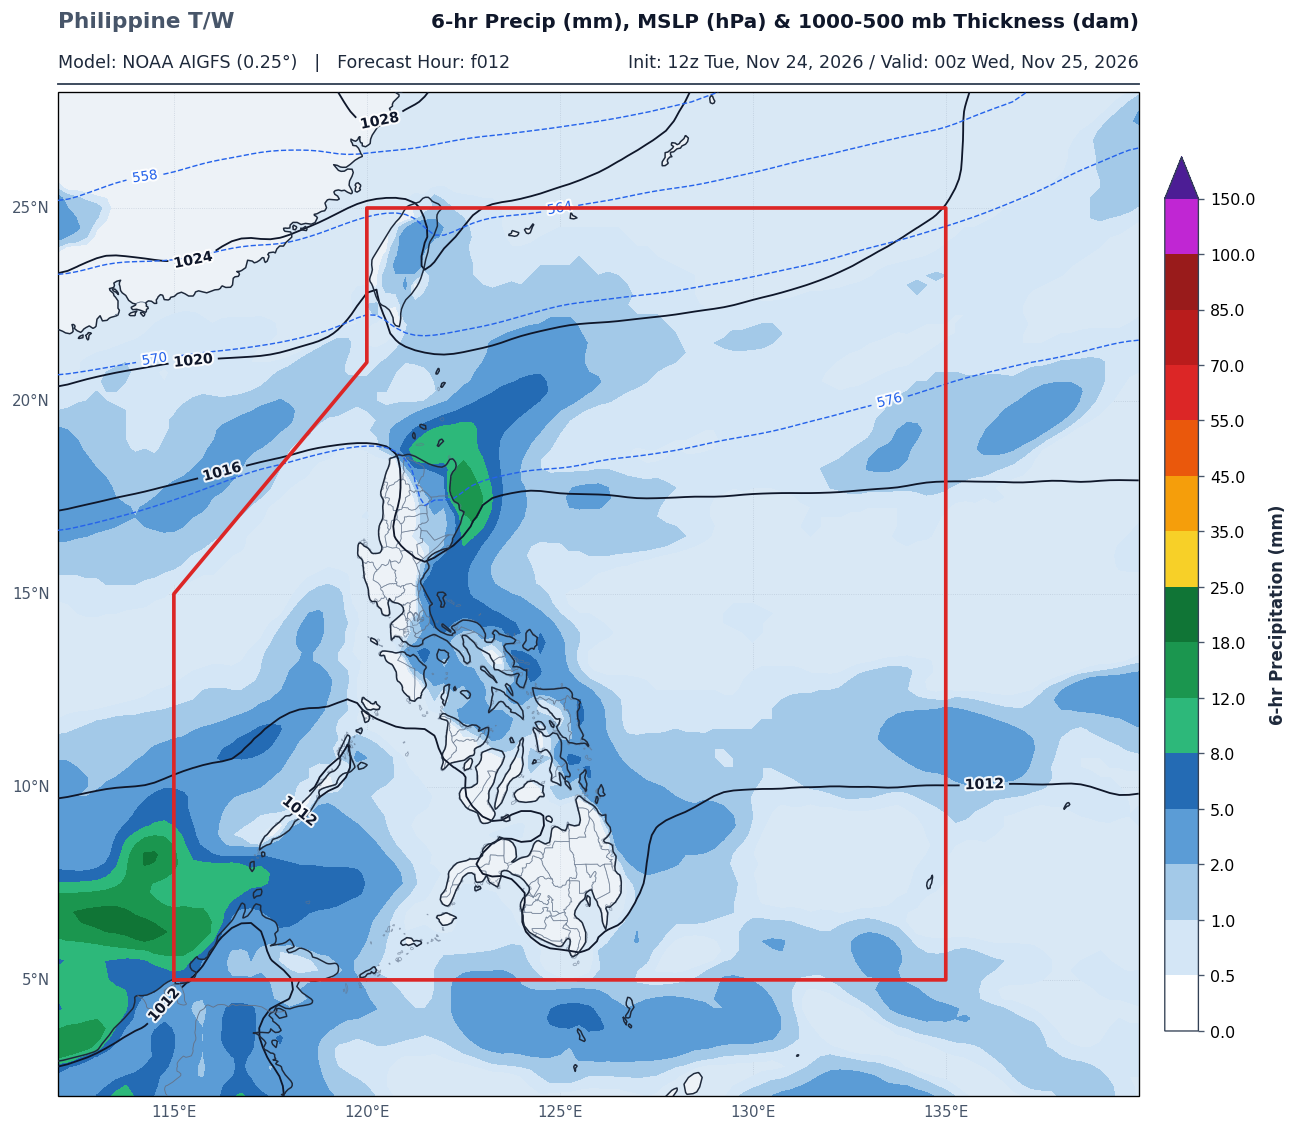 Philippine T/W
6-hr Precip (mm), MSLP (hPa) & 1000-500 mb Thickness (dam)
Model: NOAA AIGFS (0.25°) | Forecast Hour: f012
Init: 12z Tue, Nov 24, 2026 / Valid: 00z Wed, Nov 25, 2026
1028
558
564
25°N
1024
570
1020
20°N
576
1016
15°N
10°N
1012
1012
5°N
1012
115°E
120°E
125°E
130°E
135°E
150.0
100.0
85.0
70.0
55.0
45.0
35.0
25.0
18.0
12.0
8.0
5.0
2.0
1.0
0.5
0.0
6-hr Precipitation (mm)